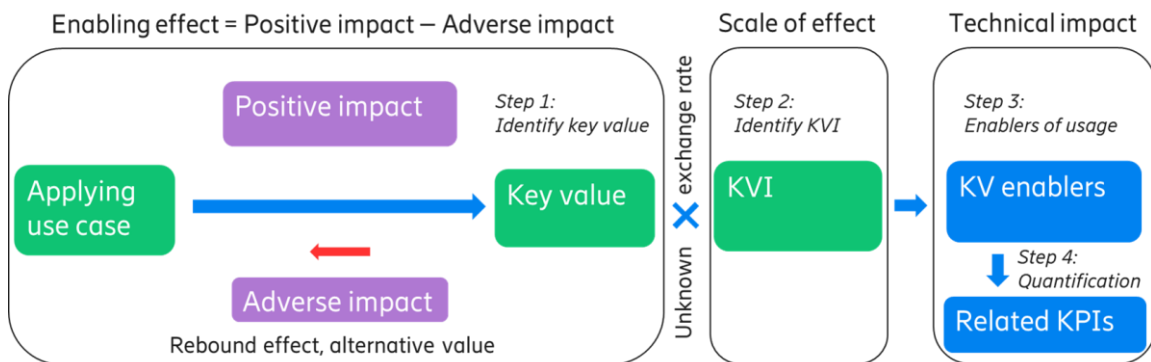 Enabling effect = Positive impact – Adverse impact
Scale of effect
Technical impact
Positive impact
Step 1:
Identify key value
Applying
use case
Key value
Adverse impact
Rebound effect, alternative value
Unknown
exchange rate
Step 2:
Identify KVI
KVI
Step 3:
Enablers of usage
KV enablers
Step 4:
Quantification
Related KPIs